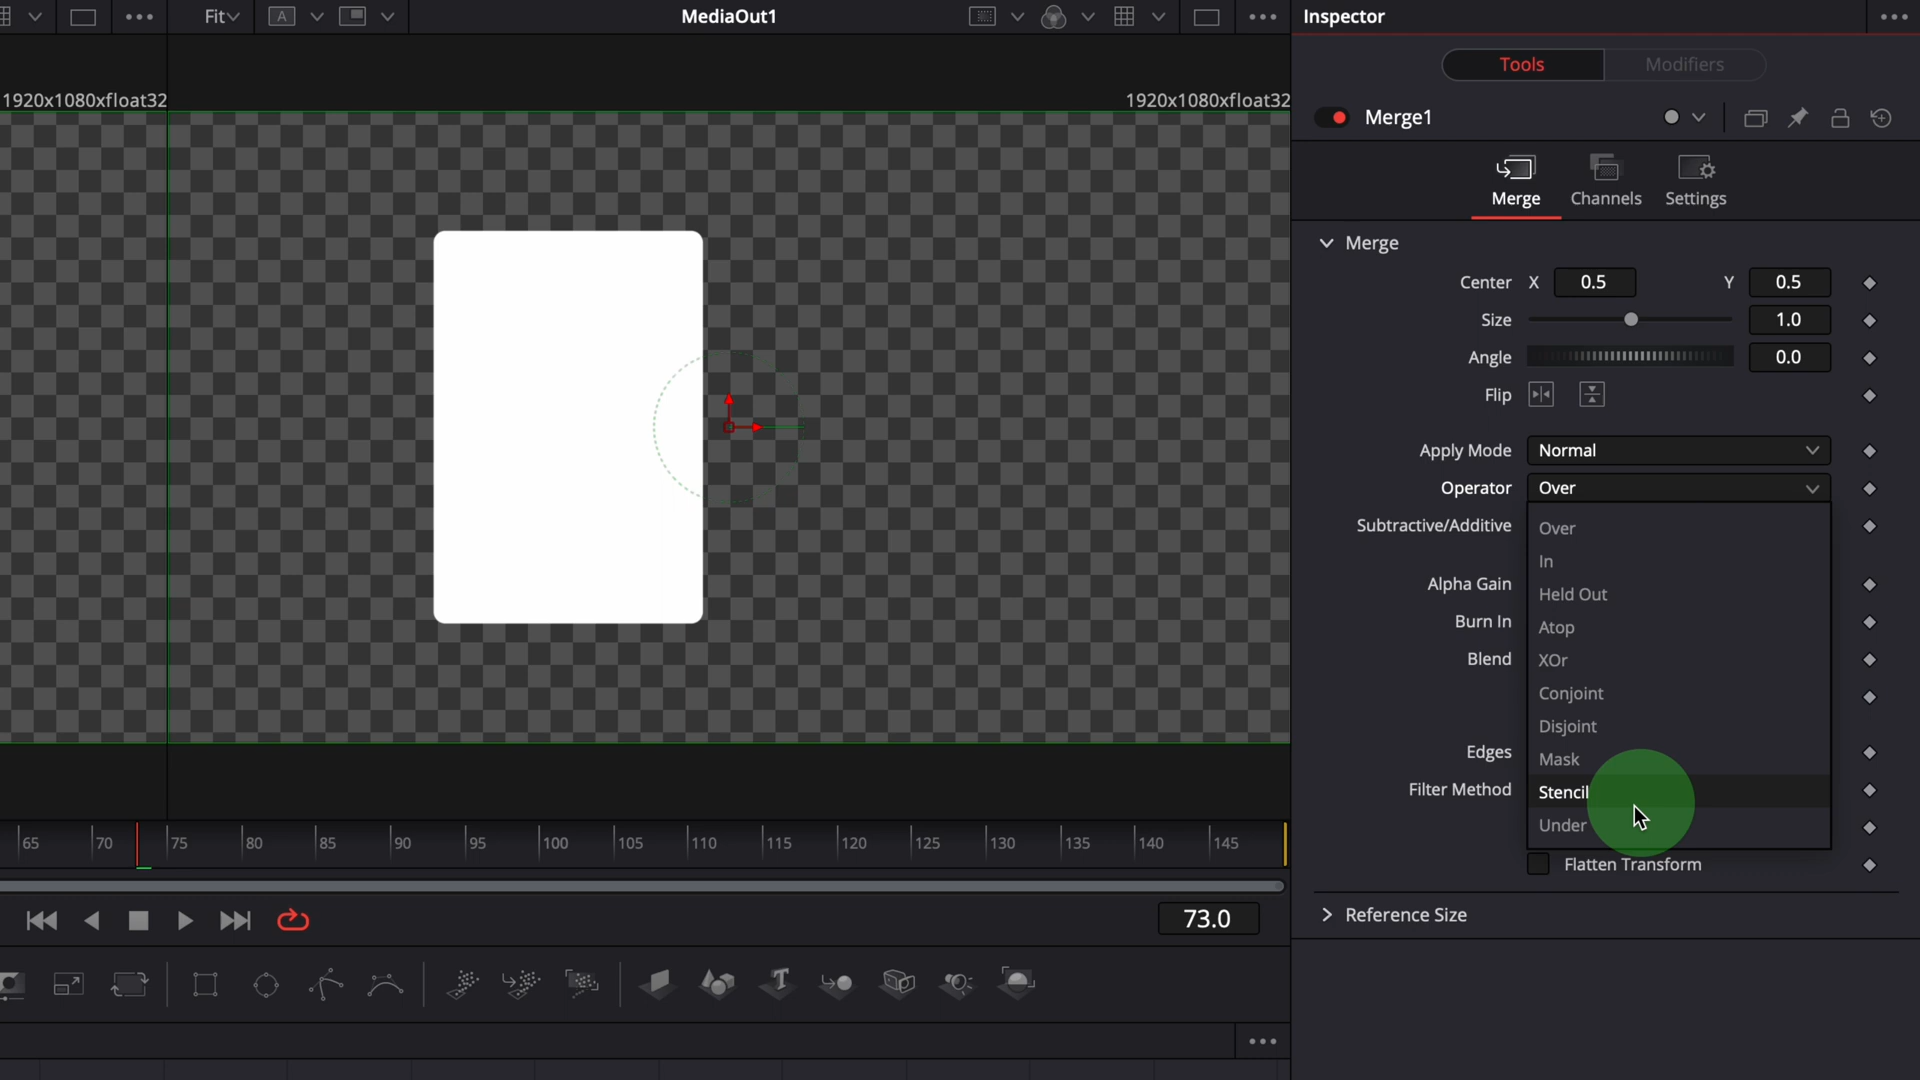 Fit
A
MediaOut1
Inspector
Tools
Modifiers
1920x1080xfloat32
1920x1080xfloat32
Merge1
Merge
Channels
Settings
Merge
Center X 0.5 Y 0.5
Size 1.0
Angle 0.0
Flip
Apply Mode Normal
Operator Over
Subtractive/Additive
Over
In
Alpha Gain
Held Out
Burn In
Atop
Blend
XOr
Conjoint
Disjoint
Edges
Mask
Filter Method
Stencil
Under
Flatten Transform
Reference Size
65 70 75 80 85 90 95 100 105 110 115 120 125 130 135 140 145
73.0
T